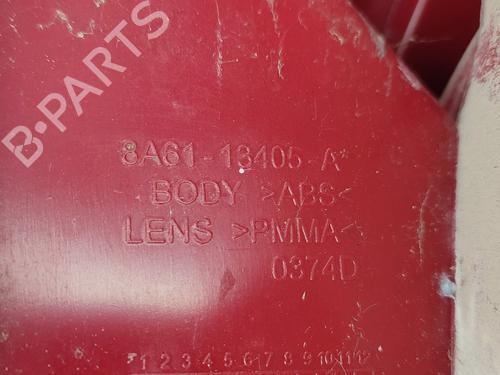 8A61-13405-A*
BODY >ABS<
LENS >PMMA<
0374D
1 2 3 4 5 6 7 8 9 10 11 12
B-PARTS